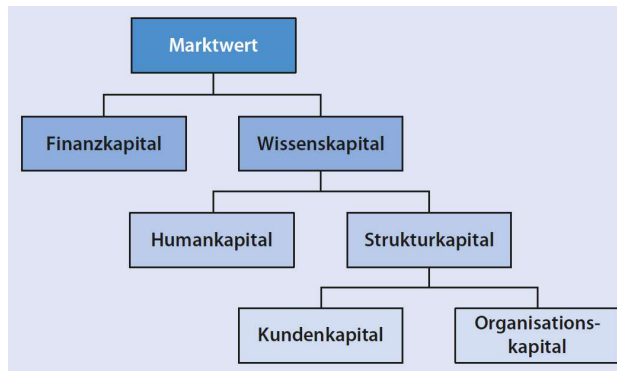 Marktwert
Finanzkapital
Wissenskapital
Humankapital
Strukturkapital
Kundenkapital
Organisations-
kapital